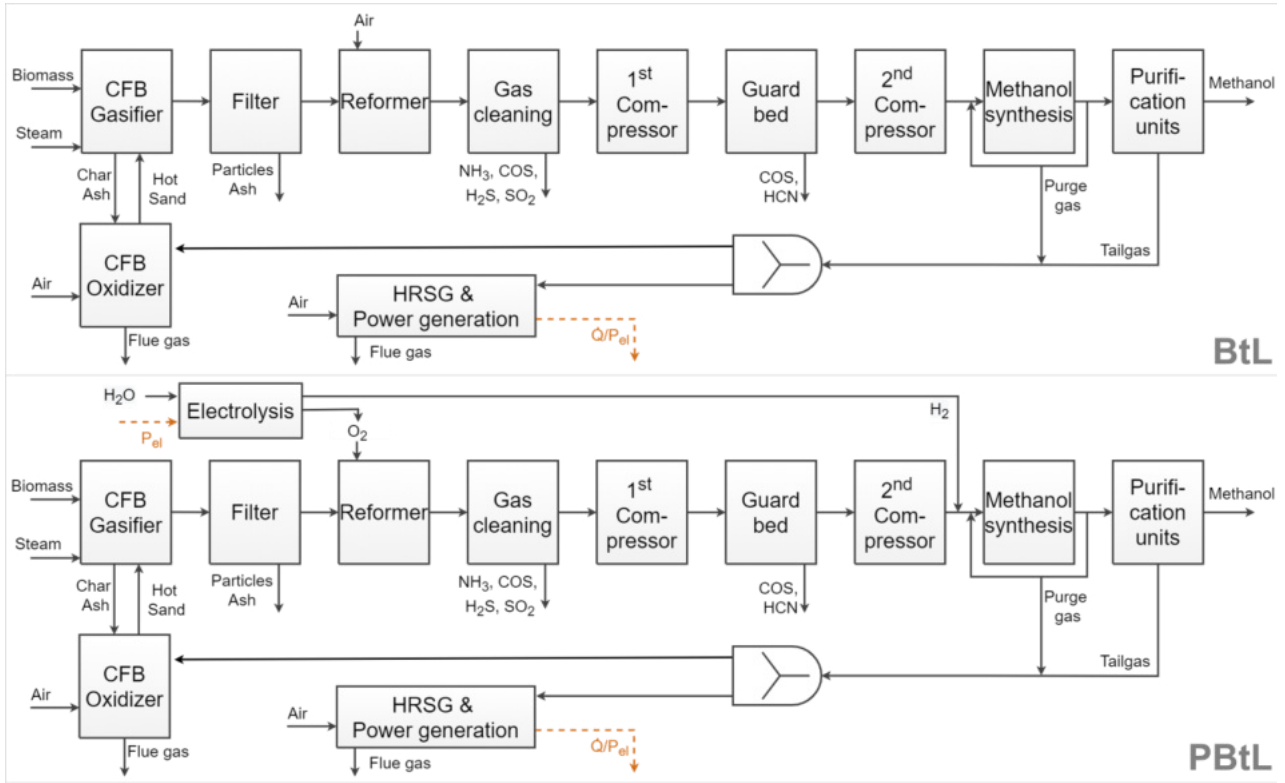 Air
Biomass
Steam
CFB
Gasifier
Filter
Reformer
Gas
cleaning
1st
Com-
pressor
Guard
bed
2nd
Com-
pressor
Methanol
synthesis
Purifi-
cation
units
Methanol
Char
Ash
Hot
Sand
Particles
Ash
NH3, COS,
H2S, SO2
COS,
HCN
Purge
gas
Tailgas
CFB
Oxidizer
Air
Flue gas
Air
HRSG &
Power generation
Q̇/Pel
Flue gas
BtL
H2O
Pel
Electrolysis
O2
H2
Biomass
Steam
CFB
Gasifier
Filter
Reformer
Gas
cleaning
1st
Com-
pressor
Guard
bed
2nd
Com-
pressor
Methanol
synthesis
Purifi-
cation
units
Methanol
Char
Ash
Hot
Sand
Particles
Ash
NH3, COS,
H2S, SO2
COS,
HCN
Purge
gas
Tailgas
CFB
Oxidizer
Air
Flue gas
Air
HRSG &
Power generation
Q̇/Pel
Flue gas
PBtL